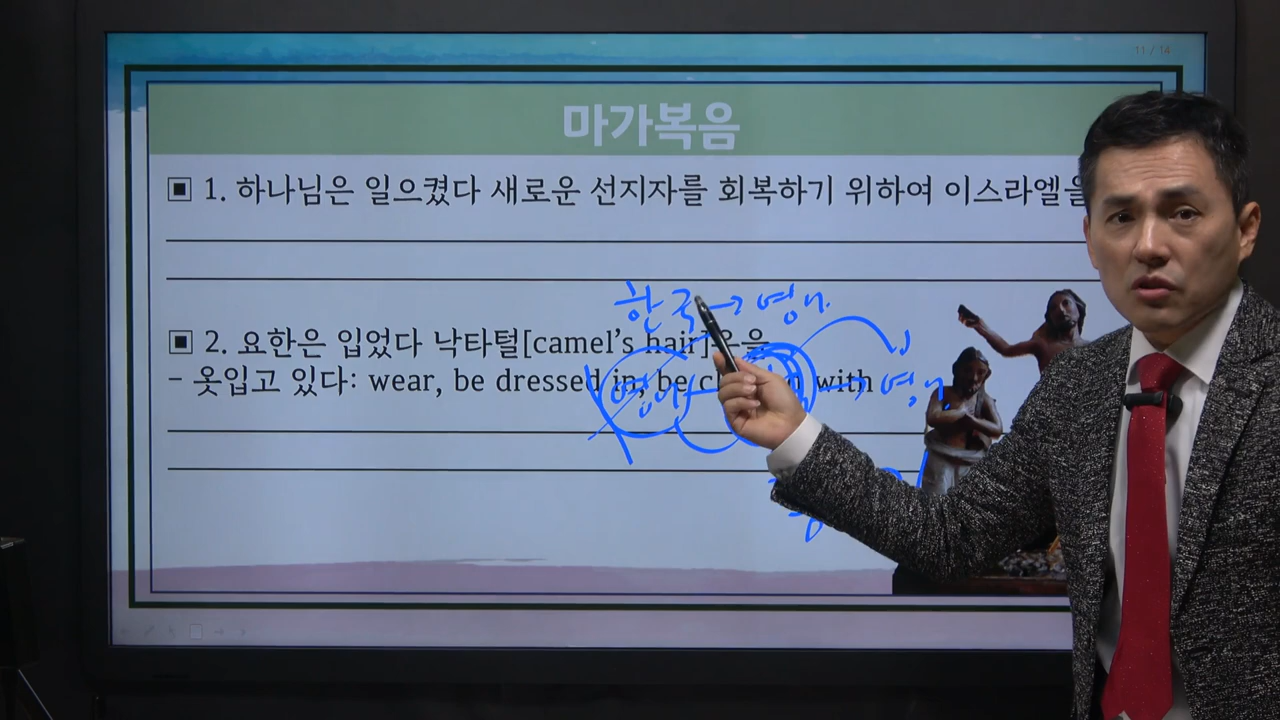 11 / 14
마가복음
▣ 1. 하나님은 일으켰다 새로운 선지자를 회복하기 위하여 이스라엘을
한국→영어
▣ 2. 요한은 입었다 낙타털[camel's hair]옷을
- 옷입고 있다: wear, be dressed in, be with
영어 → 영어